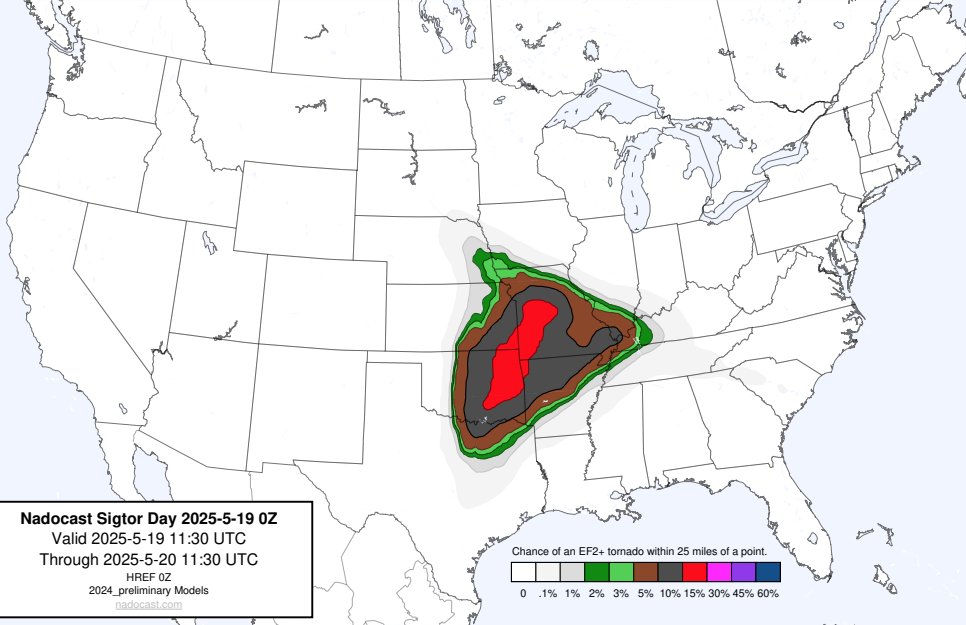 Nadocast Sigtor Day 2025-5-19 0Z
Valid 2025-5-19 11:30 UTC
Through 2025-5-20 11:30 UTC
HREF 0Z
2024_preliminary Models
nadocast.com
Chance of an EF2+ tornado within 25 miles of a point.
0 .1% 1% 2% 3% 5% 10% 15% 30% 45% 60%